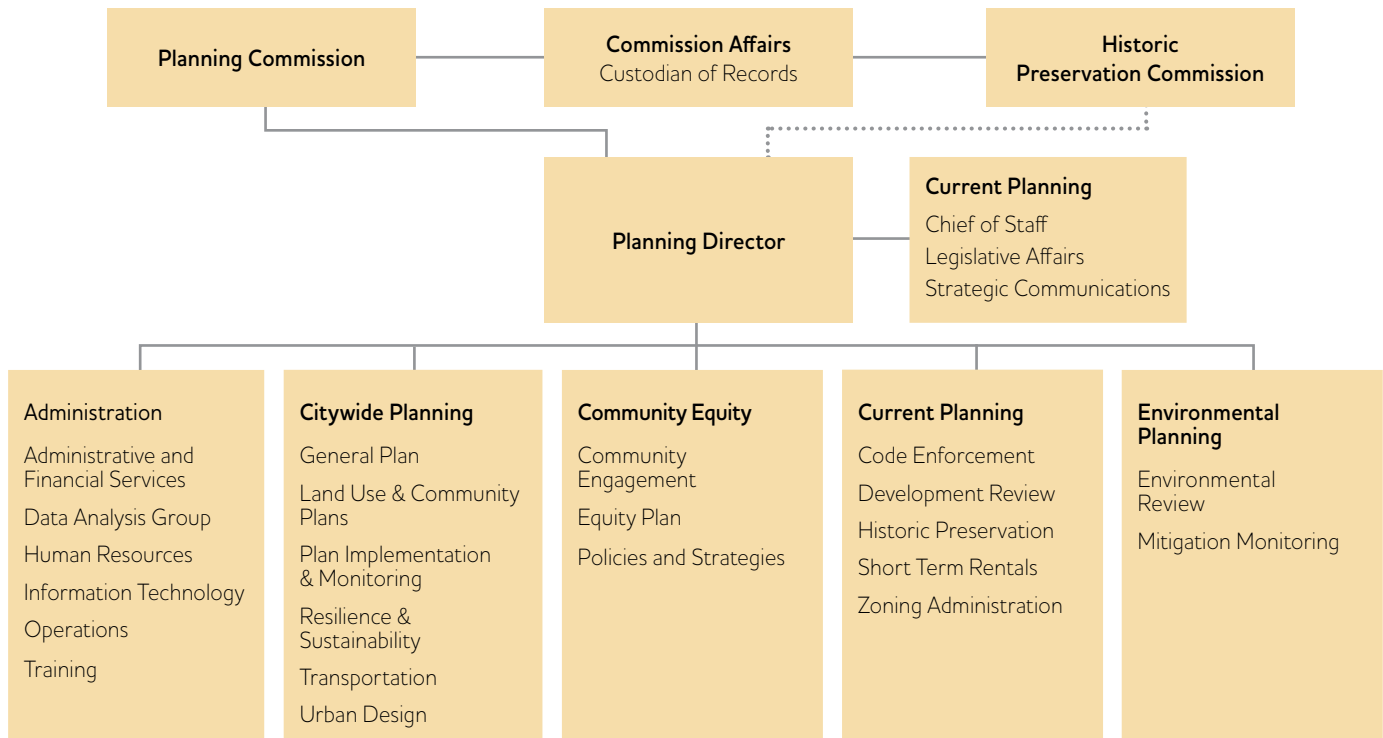 Planning Commission
Commission Affairs
Custodian of Records
Historic
Preservation Commission
Planning Director
Current Planning
Chief of Staff
Legislative Affairs
Strategic Communications
Administration
Administrative and
Financial Services
Data Analysis Group
Human Resources
Information Technology
Operations
Training
Citywide Planning
General Plan
Land Use & Community
Plans
Plan Implementation
& Monitoring
Resilience &
Sustainability
Transportation
Urban Design
Community Equity
Community
Engagement
Equity Plan
Policies and Strategies
Current Planning
Code Enforcement
Development Review
Historic Preservation
Short Term Rentals
Zoning Administration
Environmental
Planning
Environmental
Review
Mitigation Monitoring